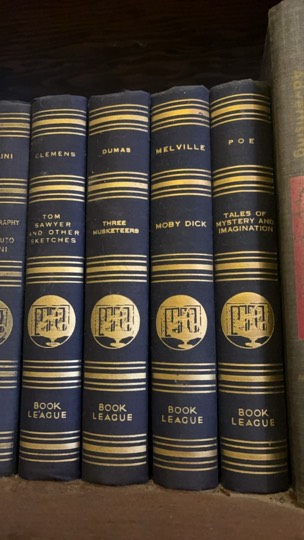 CLEMENS
TOM
SAWYER
AND OTHER
SKETCHES
BOOK
LEAGUE
DUMAS
THREE
MUSKETEERS
BOOK
LEAGUE
MELVILLE
MOBY DICK
BOOK
LEAGUE
POE
TALES OF
MYSTERY AND
IMAGINATION
BOOK
LEAGUE